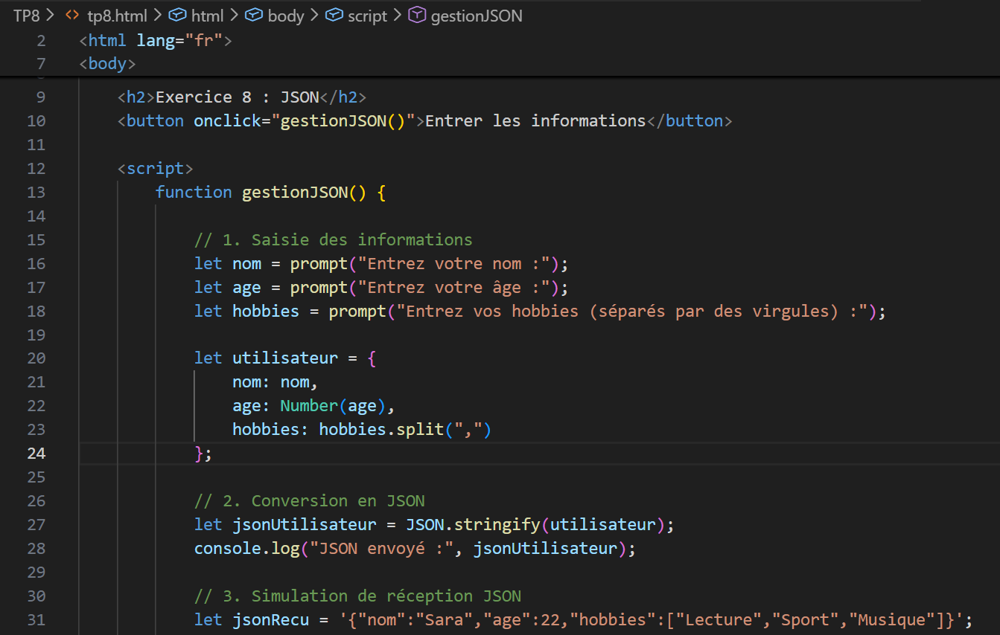 TP8 > <> tp8.html > html > body > script > gestionJSON
2 <html lang="fr">
7 <body>
9 <h2>Exercice 8 : JSON</h2>
10 <button onclick="gestionJSON()">Entrer les informations</button>
11
12 <script>
13 function gestionJSON() {
14
15 // 1. Saisie des informations
16 let nom = prompt("Entrez votre nom :");
17 let age = prompt("Entrez votre âge :");
18 let hobbies = prompt("Entrez vos hobbies (séparés par des virgules) :");
19
20 let utilisateur = {
21 nom: nom,
22 age: Number(age),
23 hobbies: hobbies.split(",")
24 };
25
26 // 2. Conversion en JSON
27 let jsonUtilisateur = JSON.stringify(utilisateur);
28 console.log("JSON envoyé :", jsonUtilisateur);
29
30 // 3. Simulation de réception JSON
31 let jsonRecu = '{"nom":"Sara","age":22,"hobbies":["Lecture","Sport","Musique"]}';